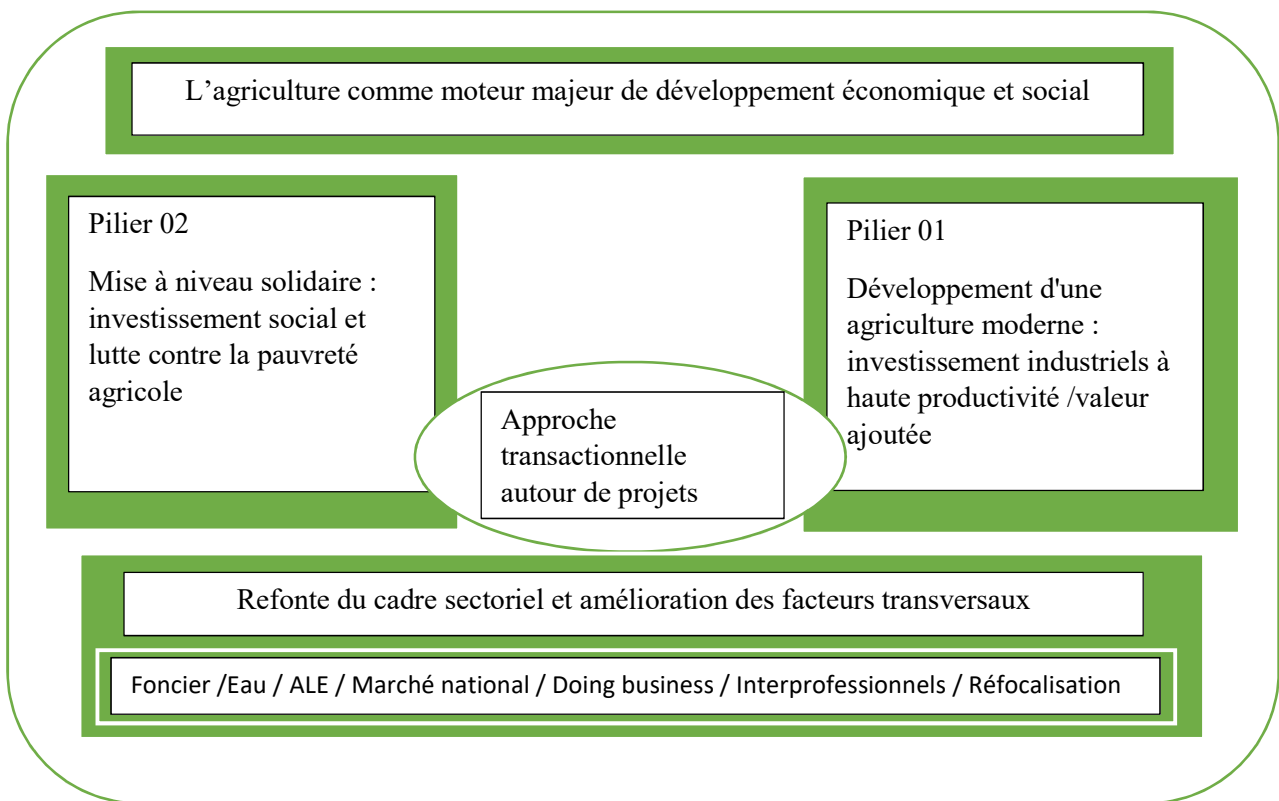 L’agriculture comme moteur majeur de développement économique et social
Pilier 02
Mise à niveau solidaire :
investissement social et
lutte contre la pauvreté
agricole
Pilier 01
Développement d'une
agriculture moderne :
investissement industriels à
haute productivité /valeur
ajoutée
Approche
transactionnelle
autour de projets
Refonte du cadre sectoriel et amélioration des facteurs transversaux
Foncier /Eau / ALE / Marché national / Doing business / Interprofessionnels / Réfocalisation